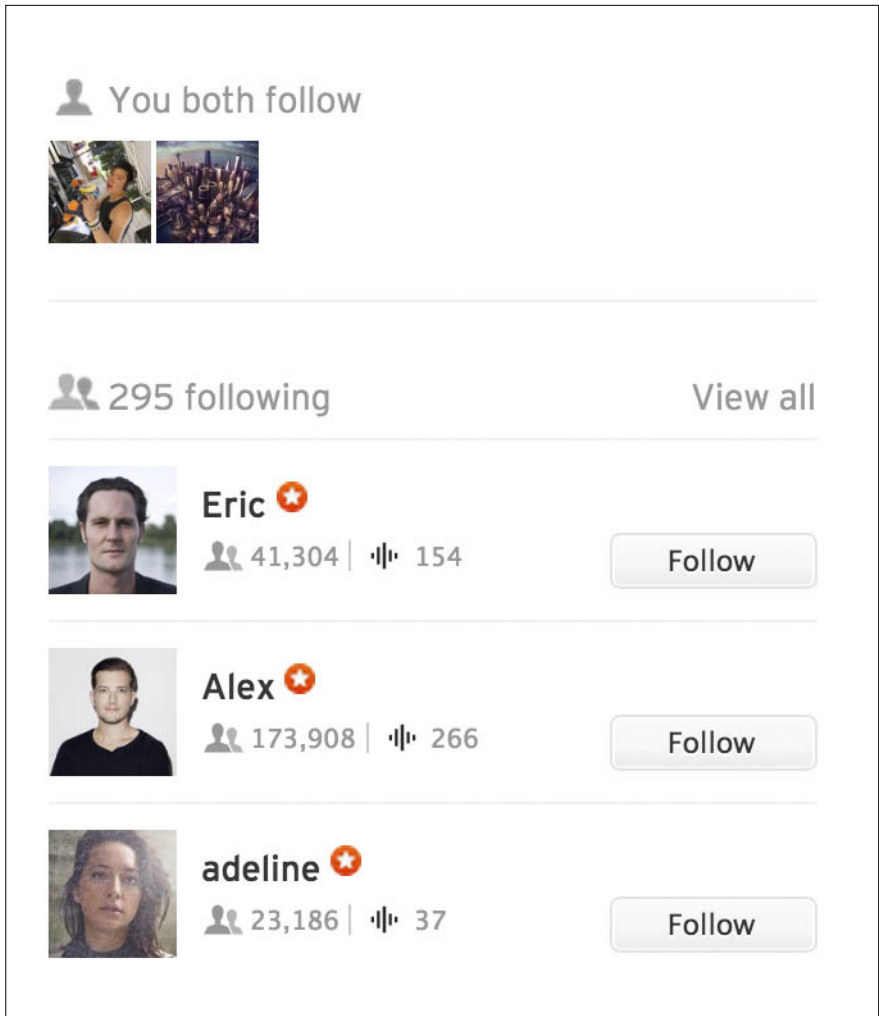 You both follow
295 following View all
Eric
41,304 154
Follow
Alex
173,908 266
Follow
adeline
23,186 37
Follow